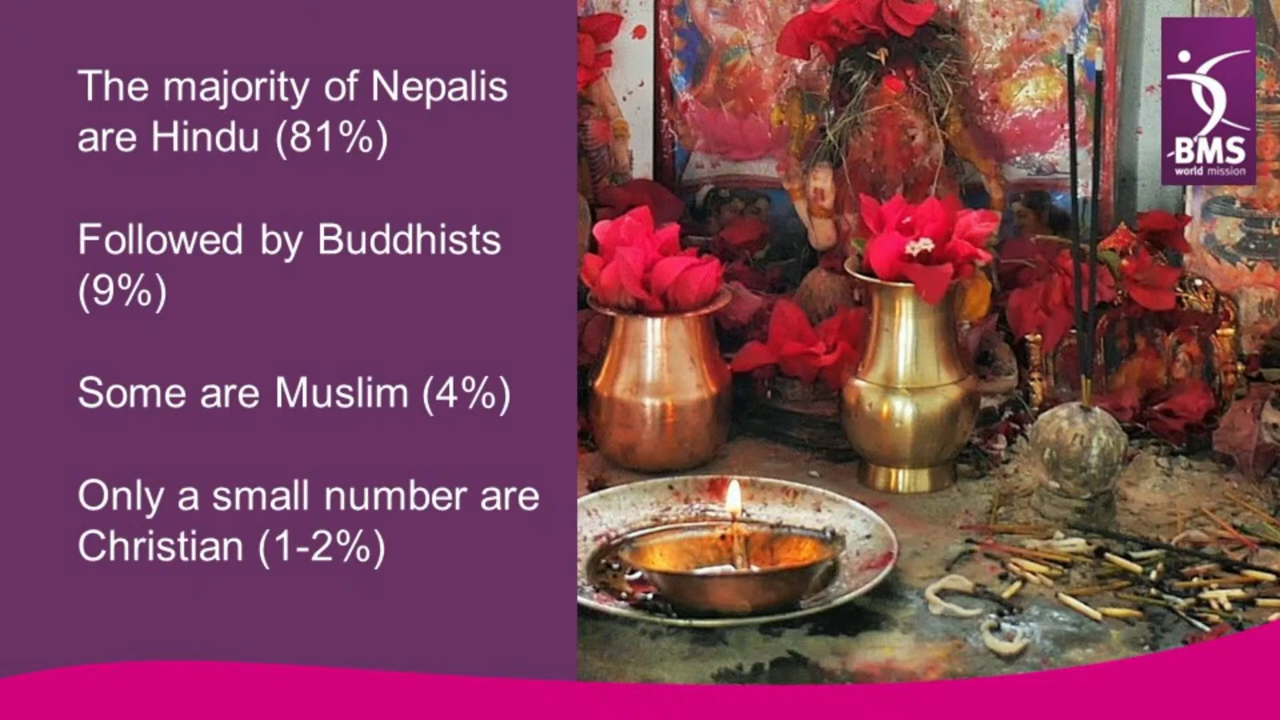 The majority of Nepalis
are Hindu (81%)
Followed by Buddhists
(9%)
Some are Muslim (4%)
Only a small number are
Christian (1-2%)
BMS
world mission